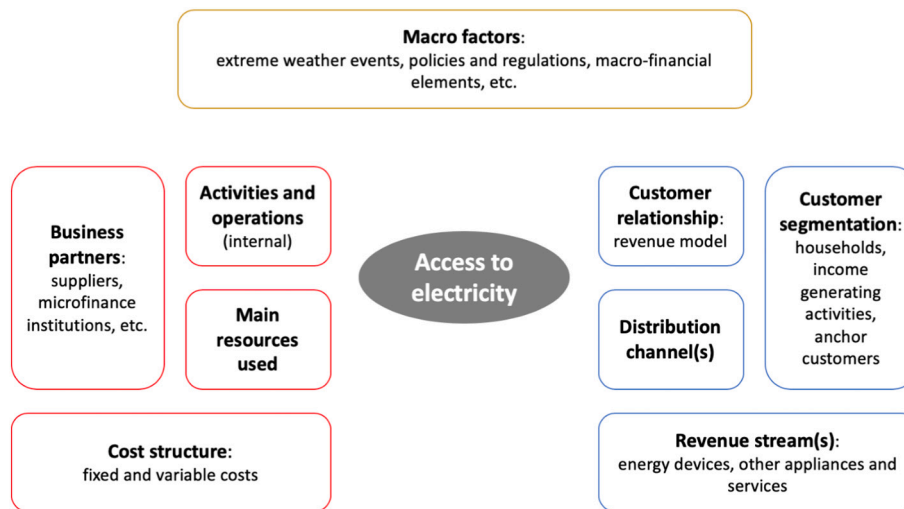 Macro factors:
extreme weather events, policies and regulations, macro-financial
elements, etc.
Business
partners:
suppliers,
microfinance
institutions, etc.
Activities and
operations
(internal)
Main
resources
used
Cost structure:
fixed and variable costs
Access to
electricity
Customer
relationship:
revenue model
Distribution
channel(s)
Customer
segmentation:
households,
income
generating
activities,
anchor
customers
Revenue stream(s):
energy devices, other appliances and
services